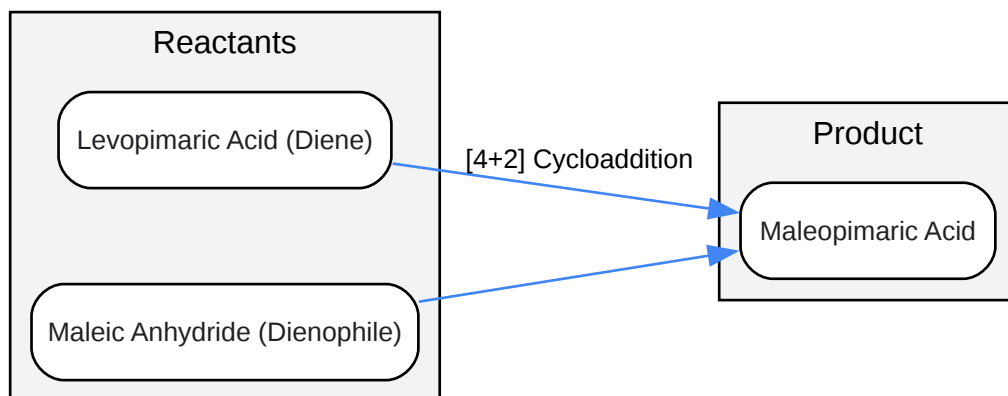 Reactants
Levopimaric Acid (Diene)
[4+2] Cycloaddition
Product
Maleopimaric Acid
Maleic Anhydride (Dienophile)